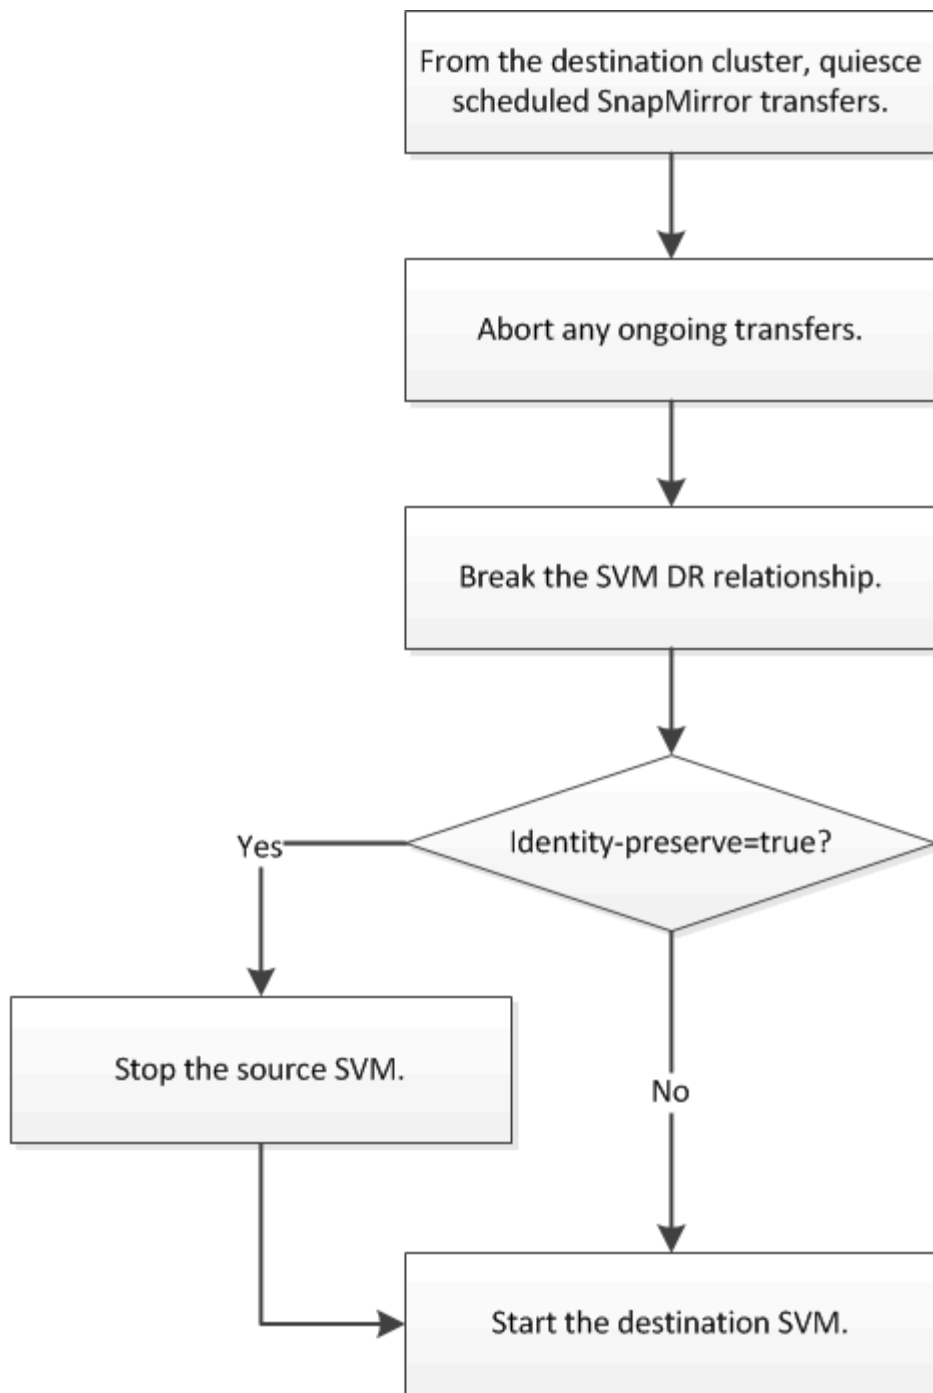 From the destination cluster, quiesce
scheduled SnapMirror transfers.
Abort any ongoing transfers.
Break the SVM DR relationship.
Identity-preserve=true?
Yes
Stop the source SVM.
No
Start the destination SVM.